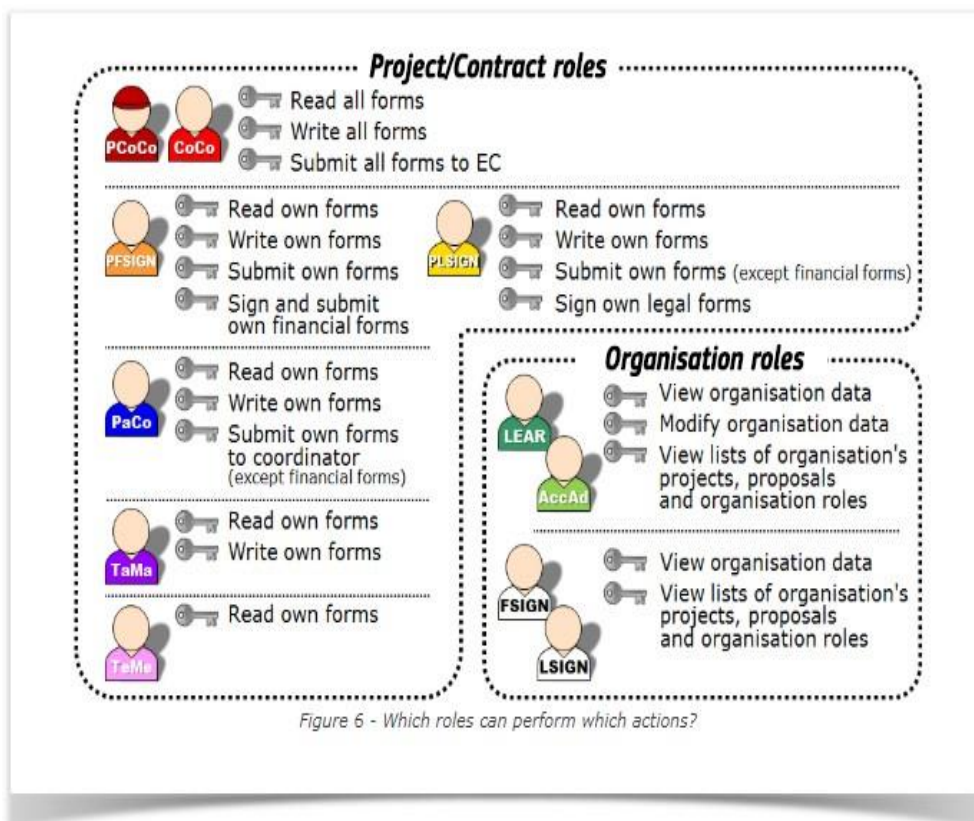 Project/Contract roles
PCoCo
CoCo
Read all forms
Write all forms
Submit all forms to EC
PFSIGN
Read own forms
Write own forms
Submit own forms
Sign and submit
own financial forms
PLSIGN
Read own forms
Write own forms
Submit own forms (except financial forms)
Sign own legal forms
PaCo
Read own forms
Write own forms
Submit own forms
to coordinator
(except financial forms)
TaMa
Read own forms
Write own forms
TeMe
Read own forms
Organisation roles
LEAR
AccAd
View organisation data
Modify organisation data
View lists of organisation's
projects, proposals
and organisation roles
FSIGN
LSIGN
View organisation data
View lists of organisation's
projects, proposals
and organisation roles
Figure 6 - Which roles can perform which actions?